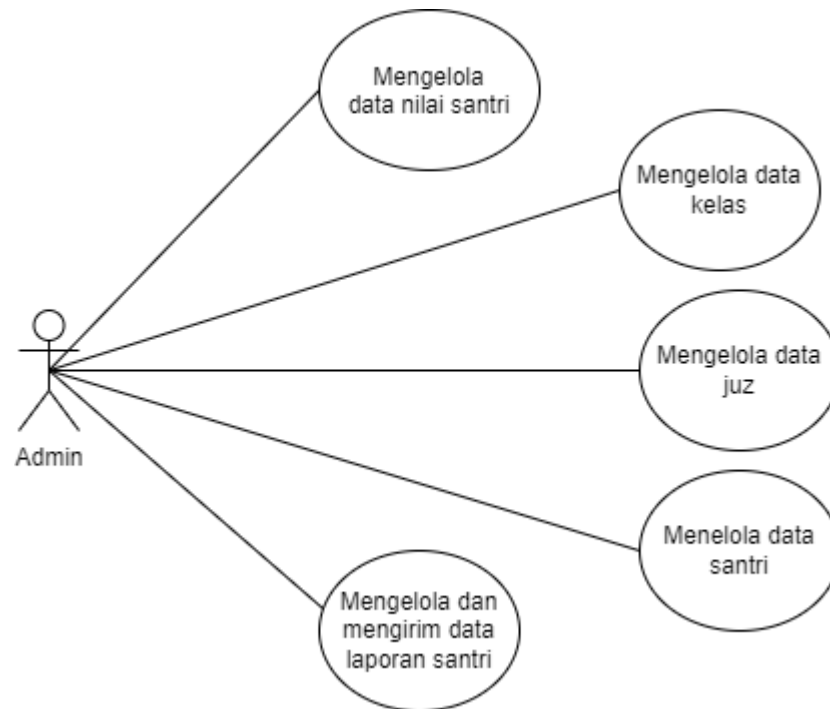 Mengelola
data nilai santri
Mengelola data
kelas
Mengelola data
juz
Admin
Menelola data
santri
Mengelola dan
mengirim data
laporan santri